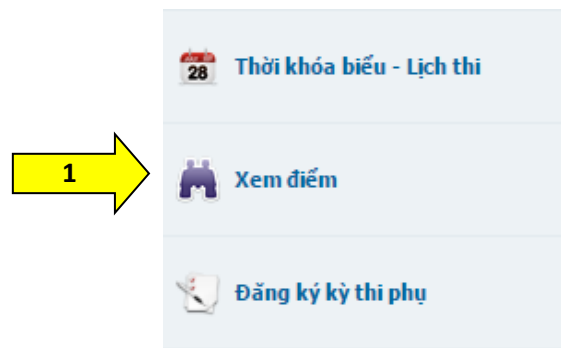 28
Thời khóa biểu - Lịch thi
1
Xem điểm
Đăng ký kỳ thi phụ